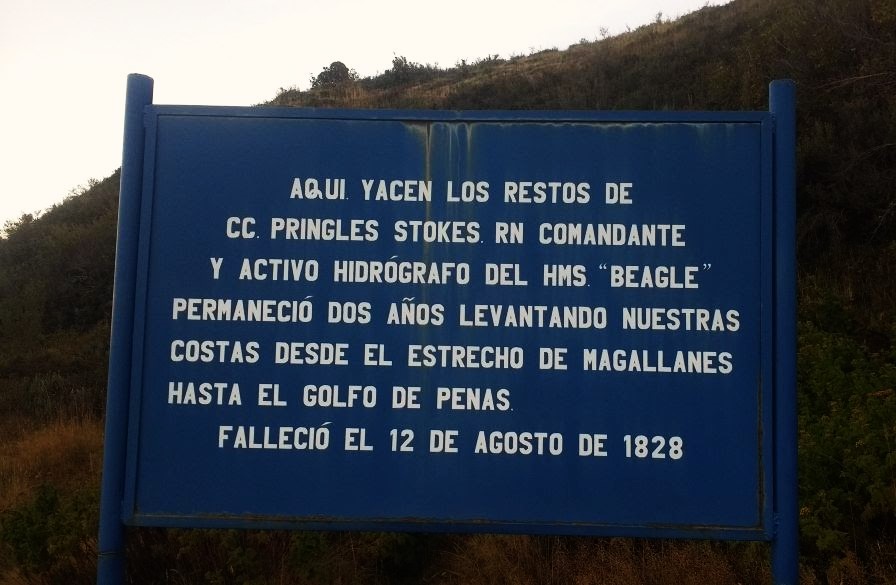 AQUI. YACEN LOS RESTOS DE
CC. PRINGLES STOKES. RN COMANDANTE
Y ACTIVO HIDRÓGRAFO DEL HMS. “BEAGLE”
PERMANECIÓ DOS AÑOS LEVANTANDO NUESTRAS
COSTAS DESDE EL ESTRECHO DE MAGALLANES
HASTA EL GOLFO DE PENAS.
FALLECIÓ EL 12 DE AGOSTO DE 1828